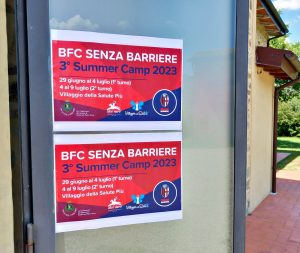 BFC SENZA BARRIERE
3° Summer Camp 2023
29 giugno al 4 luglio (1° turno)
4 al 9 luglio (2° turno)
Villaggio della Salute Più
BFC SENZA BARRIERE
3° Summer Camp 2023
29 giugno al 4 luglio (1° turno)
4 al 9 luglio (2° turno)
Villaggio della Salute Più